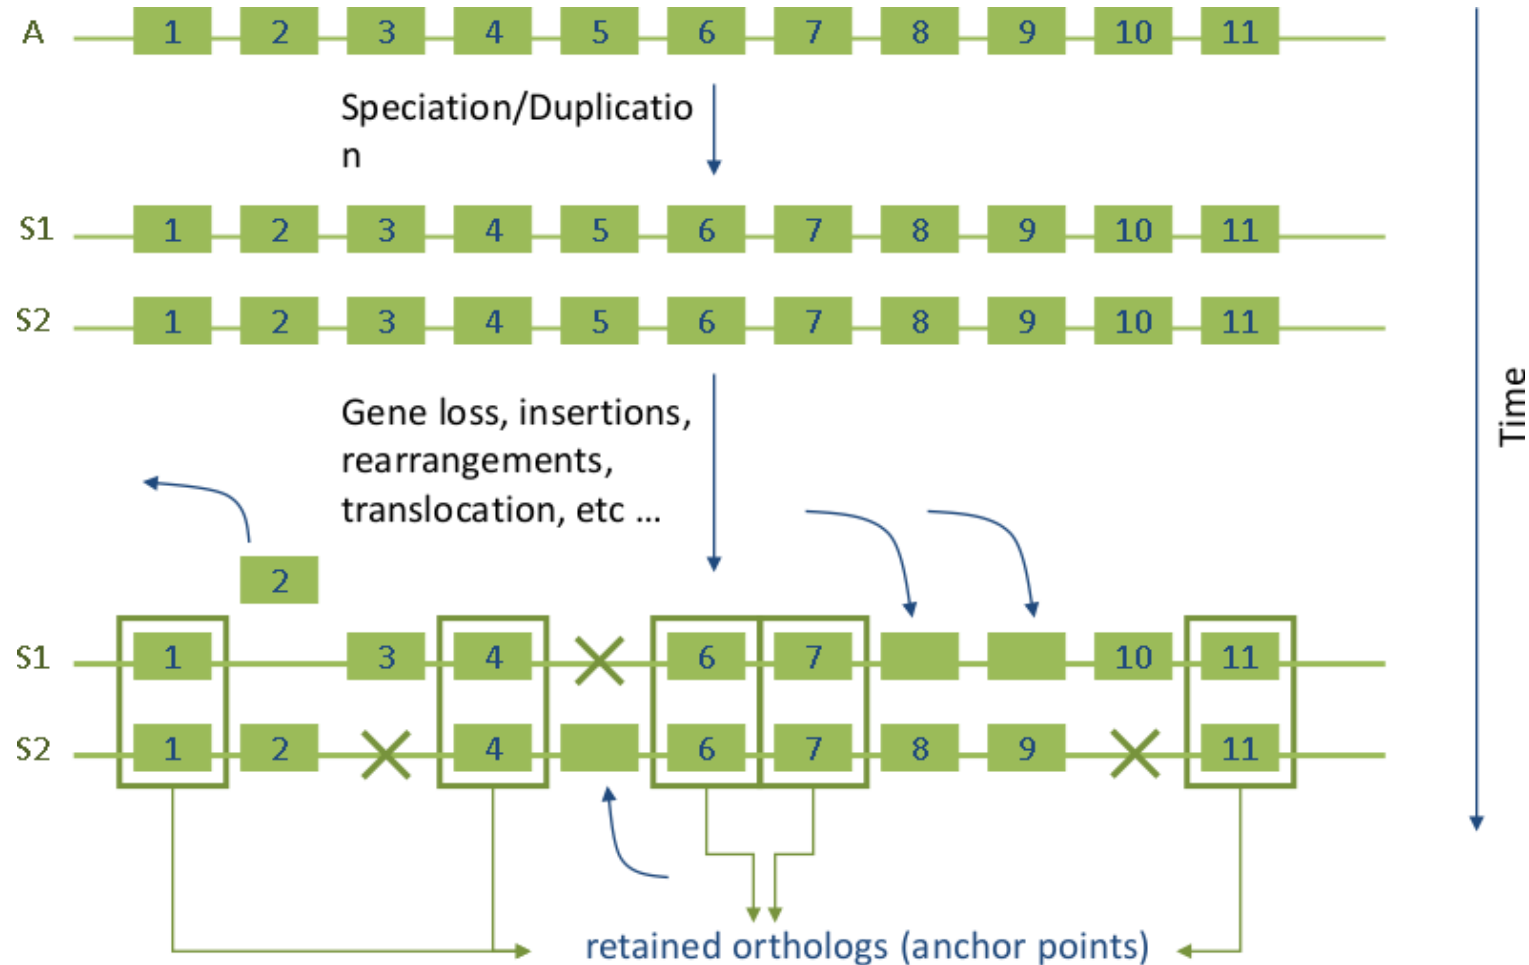 A 1 2 3 4 5 6 7 8 9 10 11
Speciation/Duplicatio
n
S1 1 2 3 4 5 6 7 8 9 10 11
S2 1 2 3 4 5 6 7 8 9 10 11
Gene loss, insertions,
rearrangements,
translocation, etc ...
Time
2
S1 1 3 4 6 7 10 11
S2 1 2 4 6 7 8 9 11
retained orthologs (anchor points)